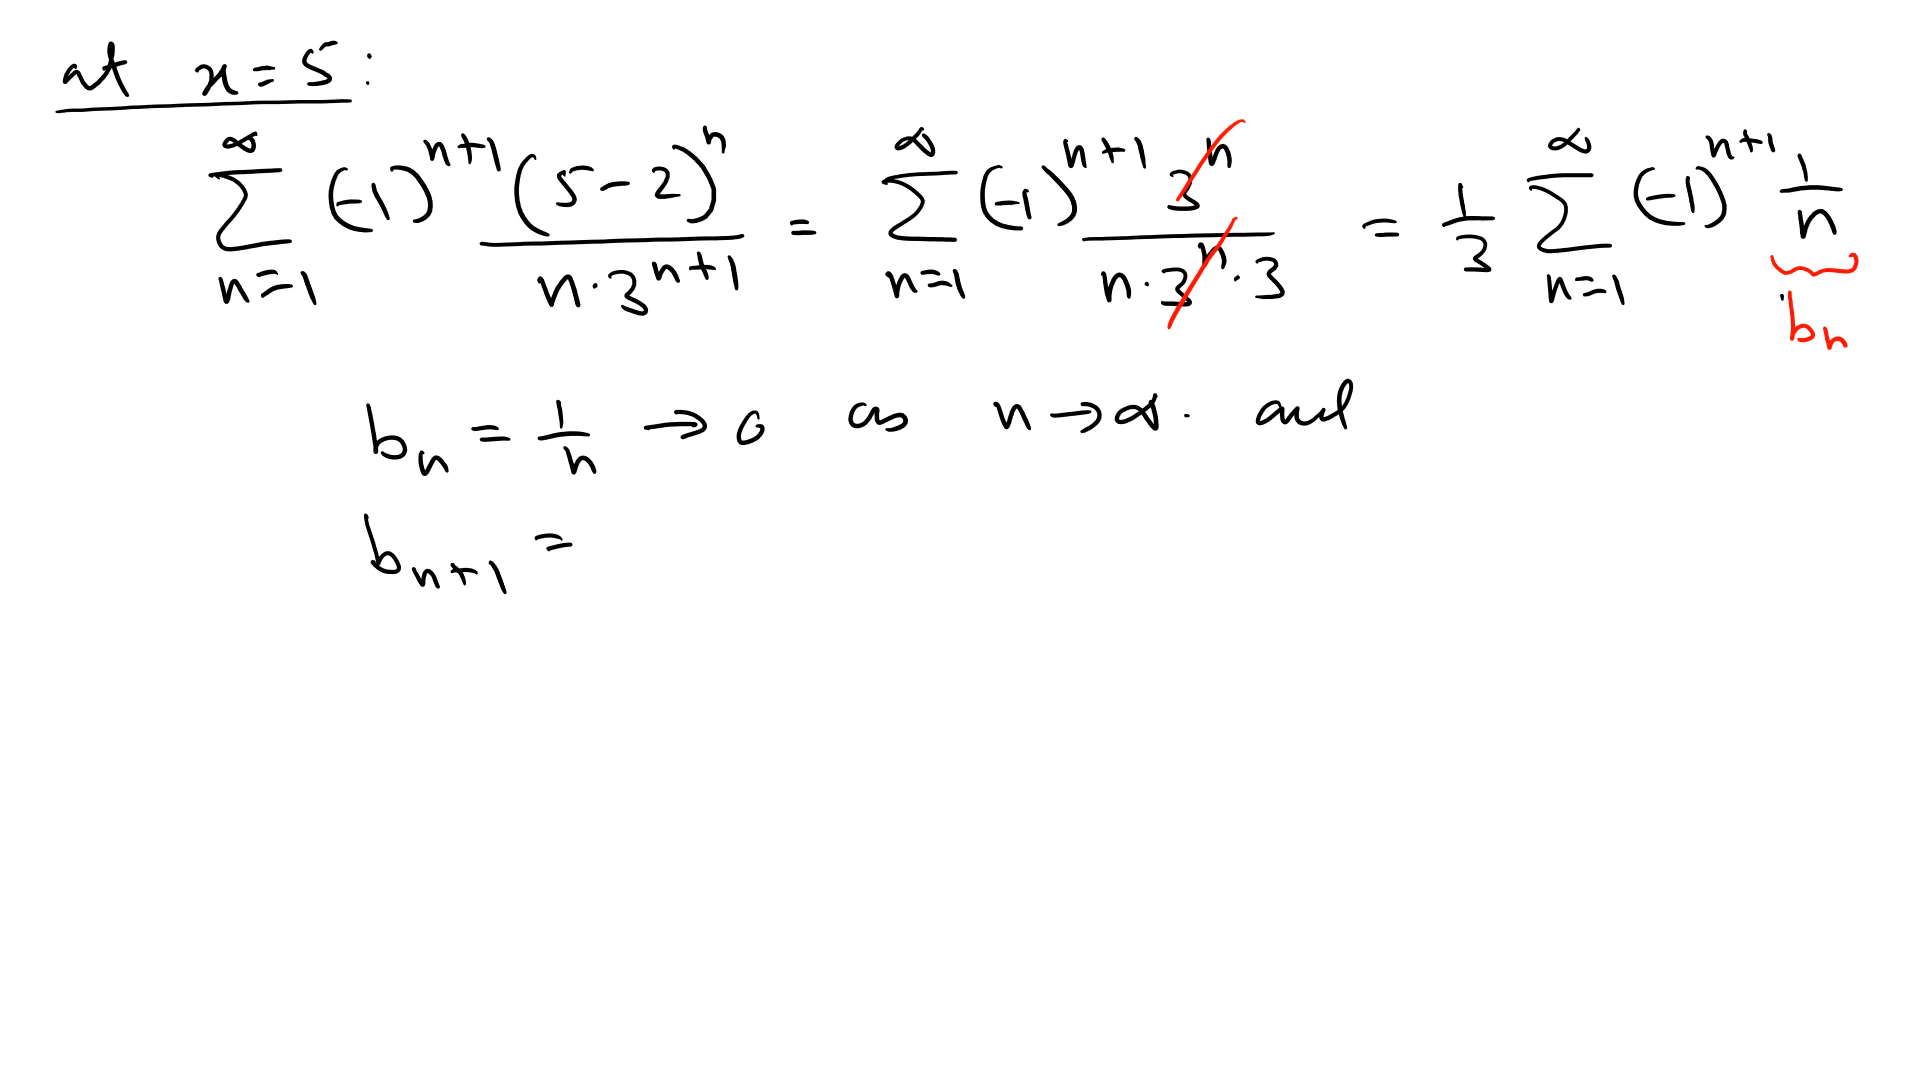 at x = 5 :
∞ ∑ n=1 (-1)^{n+1} (5-2)^n / n·3^{n+1} = ∞ ∑ n=1 (-1)^{n+1} 3^n / n·3^n·3 = 1/3 ∞ ∑ n=1 (-1)^{n+1} 1/n
b_n
b_n = 1/n → 0 as n → ∞ . and
b_{n+1} =